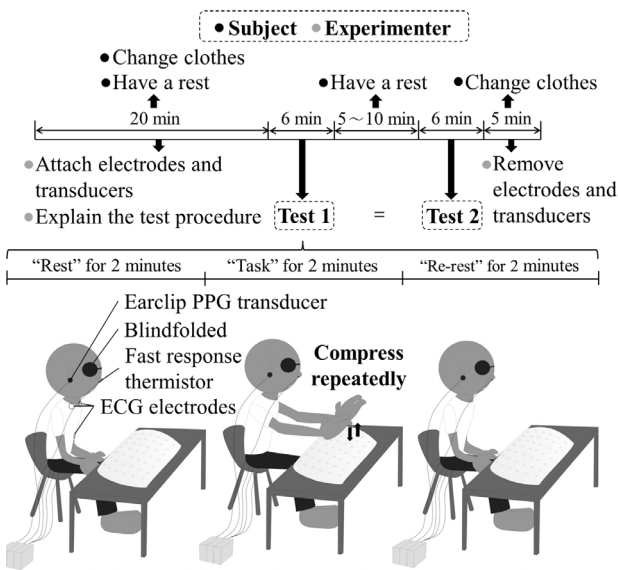 ● Subject ● Experimenter
● Change clothes
● Have a rest
● Have a rest
● Change clothes
20 min
6 min
5～10 min
6 min
5 min
● Attach electrodes and
transducers
● Explain the test procedure
Test 1
=
Test 2
● Remove
electrodes and
transducers
“Rest” for 2 minutes
“Task” for 2 minutes
“Re-rest” for 2 minutes
Earclip PPG transducer
Blindfolded
Fast response
thermistor
ECG electrodes
Compress
repeatedly